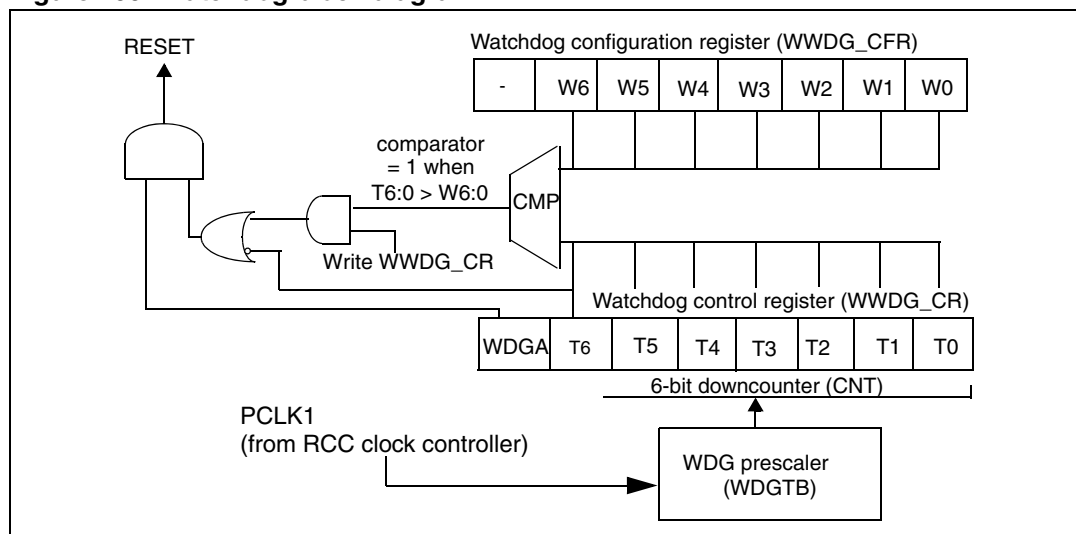 RESET
Watchdog configuration register (WWDG_CFR)
- W6 W5 W4 W3 W2 W1 W0
comparator
= 1 when
T6:0 > W6:0
CMP
Write WWDG_CR
Watchdog control register (WWDG_CR)
WDGA T6 T5 T4 T3 T2 T1 T0
6-bit downcounter (CNT)
PCLK1
(from RCC clock controller)
WDG prescaler
(WDGTB)